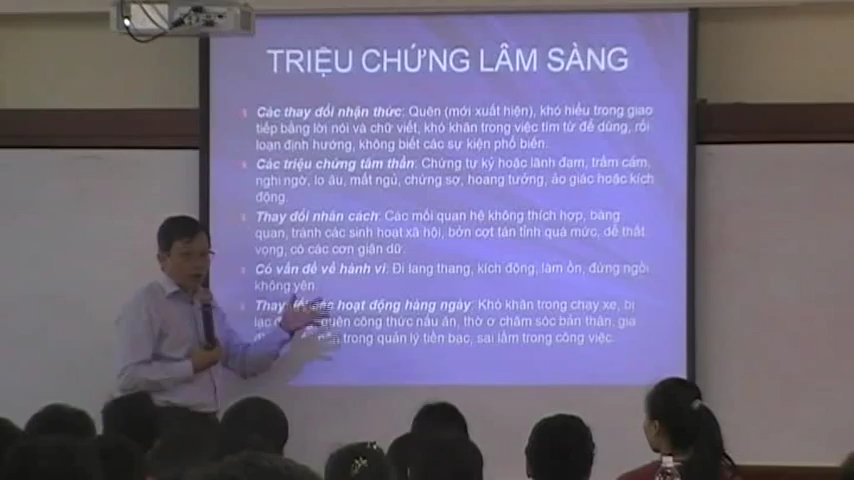 TRIỆU CHỨNG LÂM SÀNG
Các thay đổi nhận thức: Quên (mới xuất hiện), khó hiểu trong giao
tiếp bằng lời nói và chữ viết, khó khăn trong việc tìm từ để dùng, rối
loạn định hướng, không biết các sự kiện phổ biến.
Các triệu chứng tâm thần: Chứng tự kỷ hoặc lãnh đạm, trầm cảm,
nghi ngờ, lo âu, mất ngủ, chứng sợ, hoang tưởng, ảo giác hoặc kích
động.
Thay đổi nhân cách: Các mối quan hệ không thích hợp, bàng
quan, tránh các sinh hoạt xã hội, bỡn cợt tán tỉnh quá mức, dễ thất
vọng, có các cơn giận dữ.
Có vấn đề về hành vi: Đi lang thang, kích động, làm ồn, đứng ngồi
không yên.
Thay hoạt động hàng ngày: Khó khăn trong chạy xe, bị
lạc quên công thức nấu ăn, thờ ơ chăm sóc bản thân, gia
trong quản lý tiền bạc, sai lầm trong công việc.